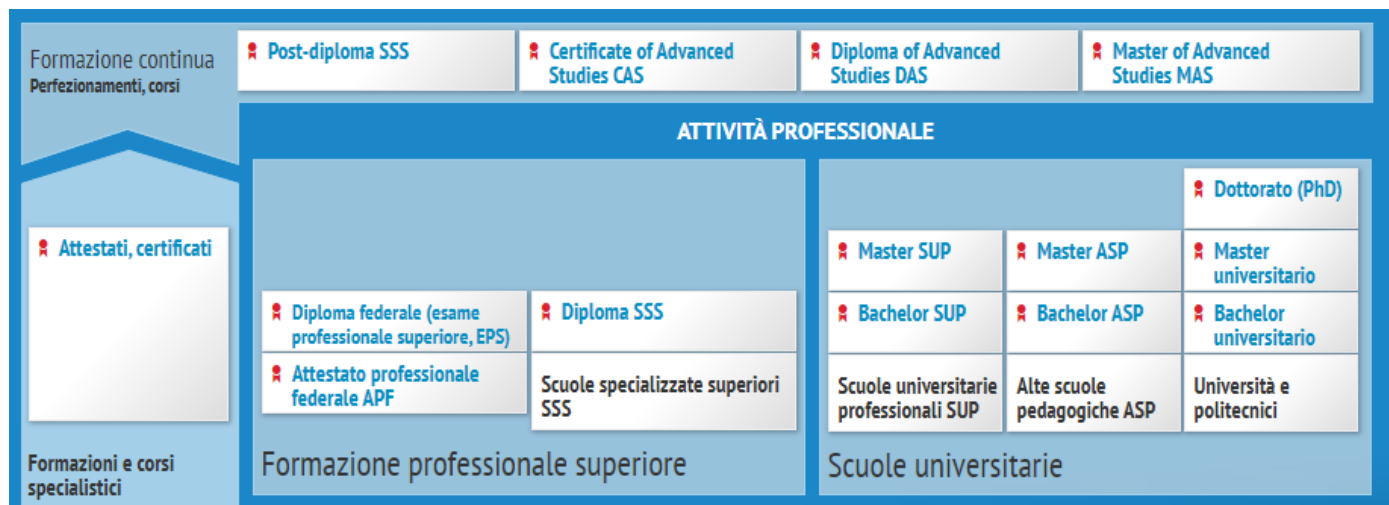 Formazione continua
Perfezionamenti, corsi
Post-diploma SSS
Certificate of Advanced
Studies CAS
Diploma of Advanced
Studies DAS
Master of Advanced
Studies MAS
ATTIVITÀ PROFESSIONALE
Attestati, certificati
Formazioni e corsi
specialistici
Diploma federale (esame
professionale superiore, EPS)
Attestato professionale
federale APF
Diploma SSS
Scuole specializzate superiori
SSS
Formazione professionale superiore
Dottorato (PhD)
Master SUP
Master ASP
Master
universitario
Bachelor SUP
Bachelor ASP
Bachelor
universitario
Scuole universitarie
professionali SUP
Alte scuole
pedagogiche ASP
Università e
politecnici
Scuole universitarie